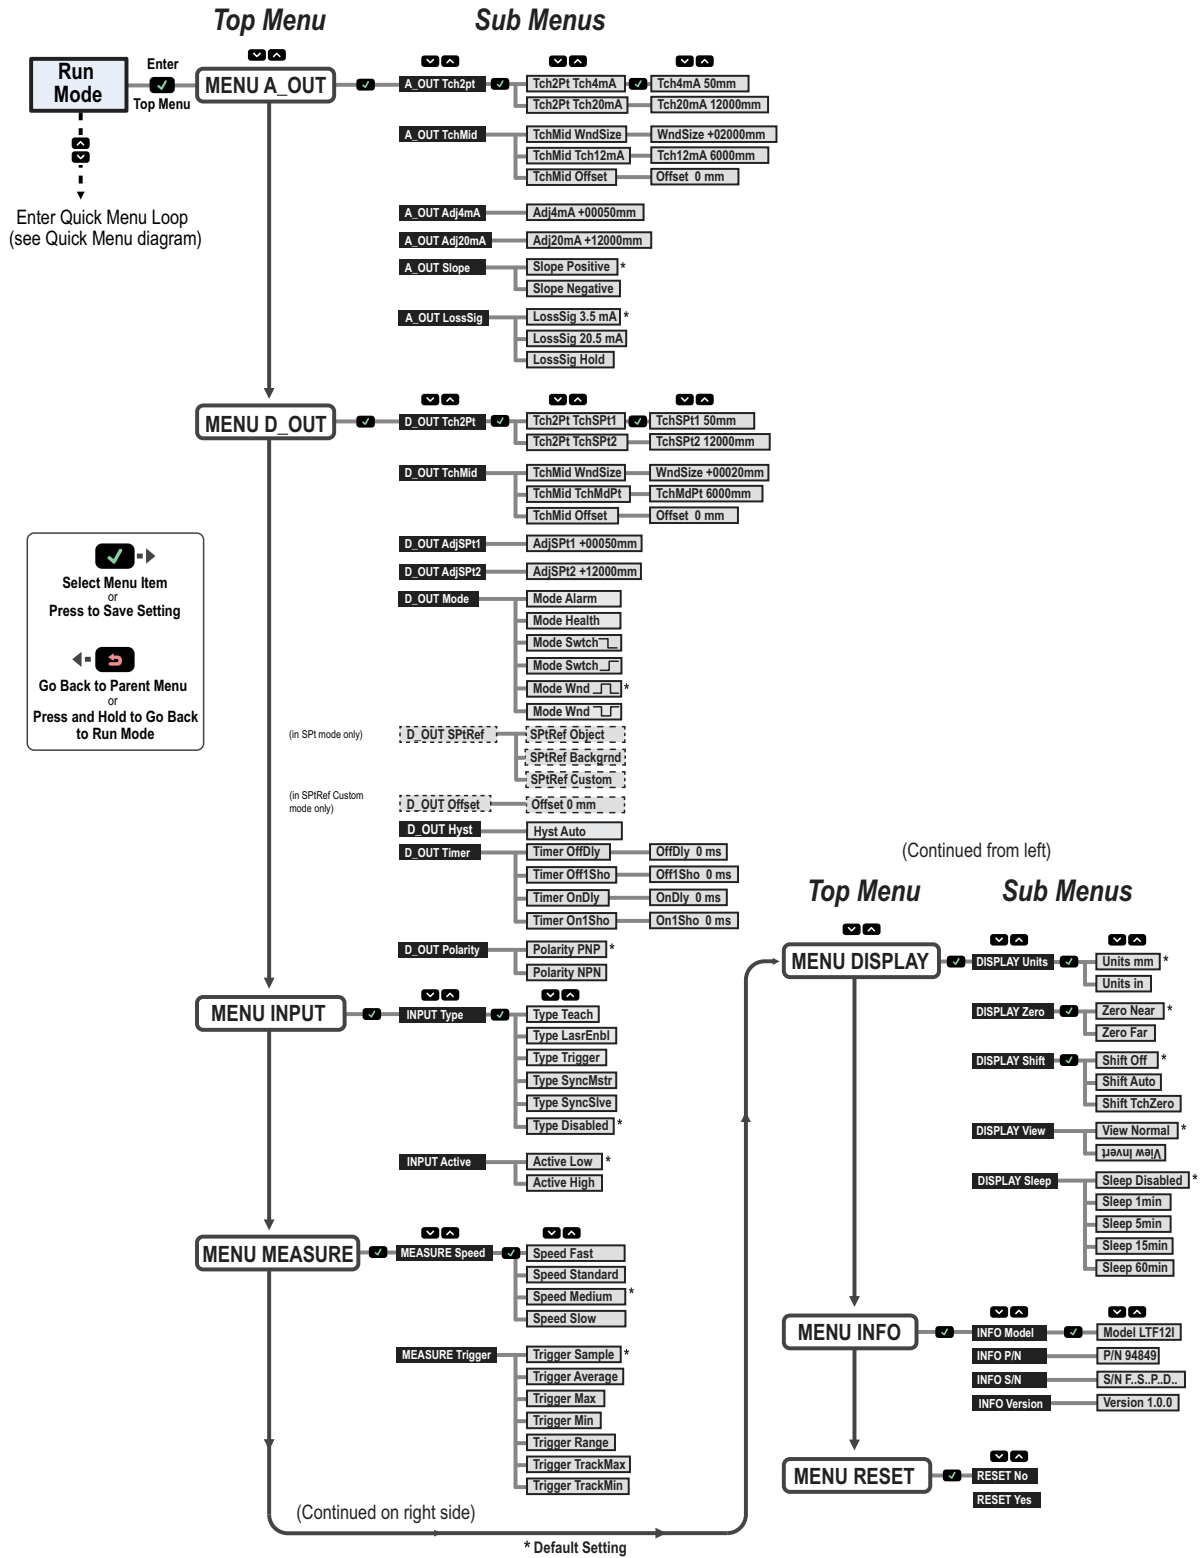 Top Menu
Sub Menus
Run
Mode
Enter
Top Menu
Enter Quick Menu Loop
(see Quick Menu diagram)
MENU A_OUT
A_OUT Tch2pt
Tch2Pt Tch4mA
Tch4mA 50mm
Tch2Pt Tch20mA
Tch20mA 12000mm
A_OUT TchMid
TchMid WndSize
WndSize +02000mm
TchMid Tch12mA
Tch12mA 6000mm
TchMid Offset
Offset 0 mm
A_OUT Adj4mA
Adj4mA +00050mm
A_OUT Adj20mA
Adj20mA +12000mm
A_OUT Slope
Slope Positive *
Slope Negative
A_OUT LossSig
LossSig 3.5 mA *
LossSig 20.5 mA
LossSig Hold
MENU D_OUT
D_OUT Tch2Pt
Tch2Pt TchSPt1
TchSPt1 50mm
Tch2Pt TchSPt2
TchSPt2 12000mm
D_OUT TchMid
TchMid WndSize
WndSize +00020mm
TchMid TchMdPt
TchMdPt 6000mm
TchMid Offset
Offset 0 mm
D_OUT AdjSPt1
AdjSPt1 +00050mm
D_OUT AdjSPt2
AdjSPt2 +12000mm
D_OUT Mode
Mode Alarm
Mode Health
Mode Swtch
Mode Swtch
Mode Wnd *
Mode Wnd
(in SPt mode only)
D_OUT SPtRef
SPtRef Object
SPtRef Backgrnd
SPtRef Custom
(in SPtRef Custom
mode only)
D_OUT Offset
Offset 0 mm
D_OUT Hyst
Hyst Auto
D_OUT Timer
Timer OffDly
OffDly 0 ms
Timer Off1Sho
Off1Sho 0 ms
Timer OnDly
OnDly 0 ms
Timer On1Sho
On1Sho 0 ms
D_OUT Polarity
Polarity PNP *
Polarity NPN
Select Menu Item
or
Press to Save Setting
Go Back to Parent Menu
or
Press and Hold to Go Back
to Run Mode
MENU INPUT
INPUT Type
Type Teach
Type LasrEnbl
Type Trigger
Type SyncMstr
Type SyncSlve
Type Disabled *
INPUT Active
Active Low *
Active High
MENU MEASURE
MEASURE Speed
Speed Fast
Speed Standard
Speed Medium *
Speed Slow
MEASURE Trigger
Trigger Sample *
Trigger Average
Trigger Max
Trigger Min
Trigger Range
Trigger TrackMax
Trigger TrackMin
(Continued on right side)
* Default Setting
(Continued from left)
Top Menu
Sub Menus
MENU DISPLAY
DISPLAY Units
Units mm *
Units in
DISPLAY Zero
Zero Near *
Zero Far
DISPLAY Shift
Shift Off *
Shift Auto
Shift TchZero
DISPLAY View
View Normal *
View Invert
DISPLAY Sleep
Sleep Disabled *
Sleep 1min
Sleep 5min
Sleep 15min
Sleep 60min
MENU INFO
INFO Model
Model LTF12I
INFO P/N
P/N 94849
INFO S/N
S/N F..S..P..D..
INFO Version
Version 1.0.0
MENU RESET
RESET No
RESET Yes